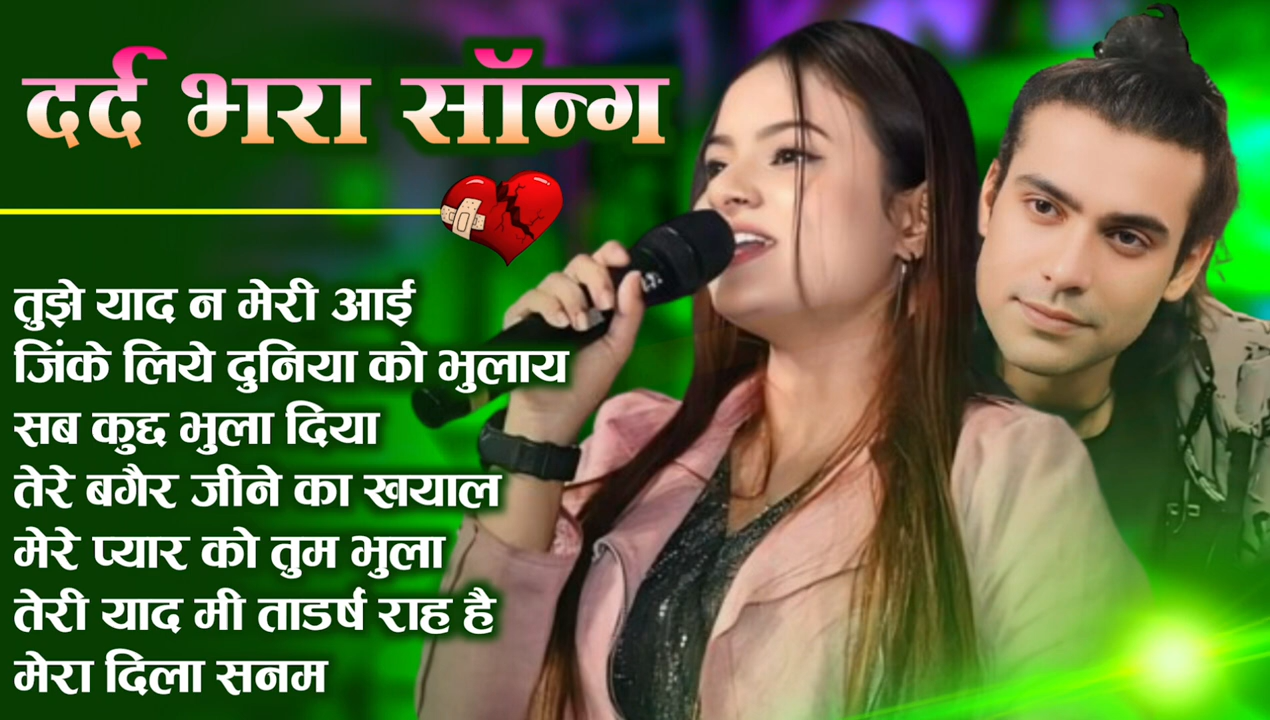 दर्द भरा सॉन्ग
तुझे याद न मेरी आई
जिंके लिये दुनिया को भुलाय
सब कुद्द भुला दिया
तेरे बगैर जीने का खयाल
मेरे प्यार को तुम भुला
तेरी याद मी ताडर्ष राह है
मेरा दिला सनम